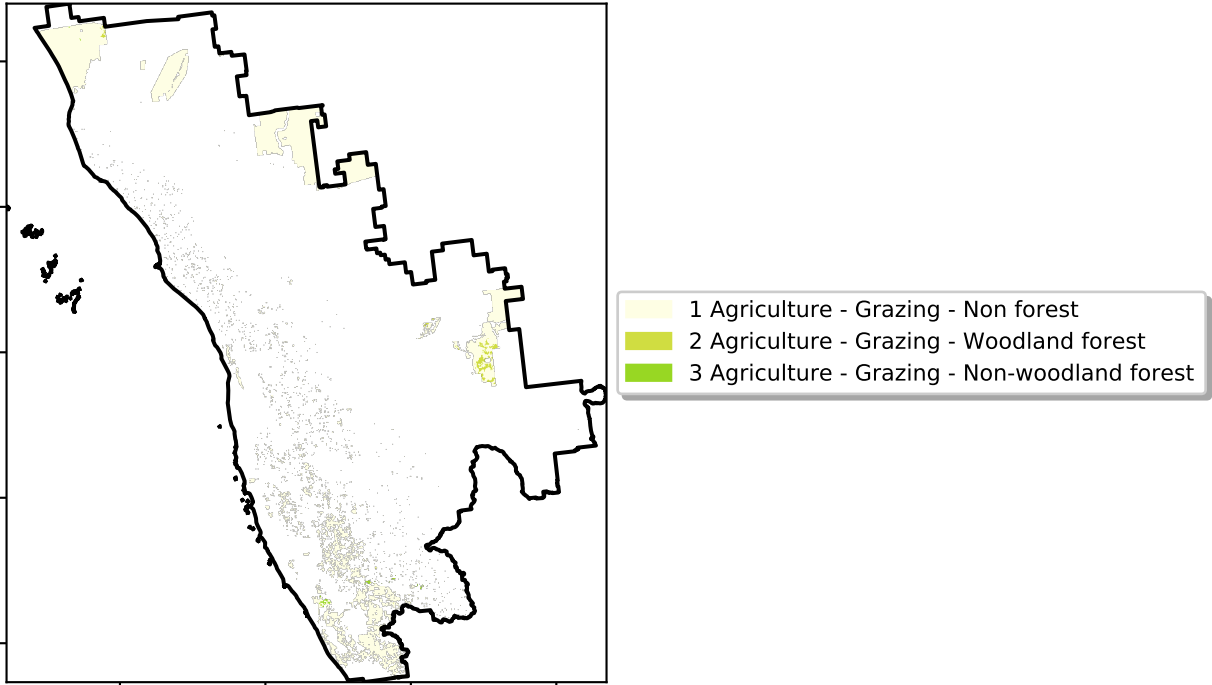 1 Agriculture - Grazing - Non forest
2 Agriculture - Grazing - Woodland forest
3 Agriculture - Grazing - Non-woodland forest